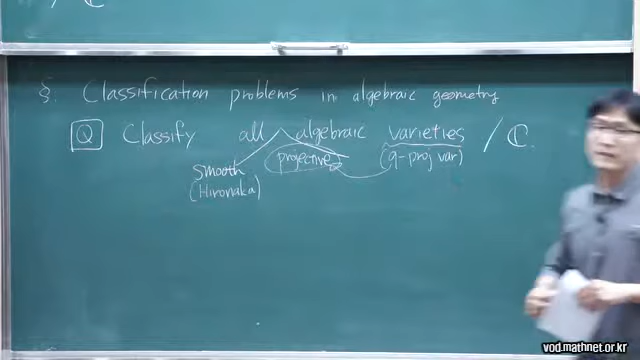 §. Classification problems in algebraic geometry
Q Classify all algebraic varieties / ℂ.
smooth projective (q-proj var)
(Hironaka)
vod.mathnet.or.kr